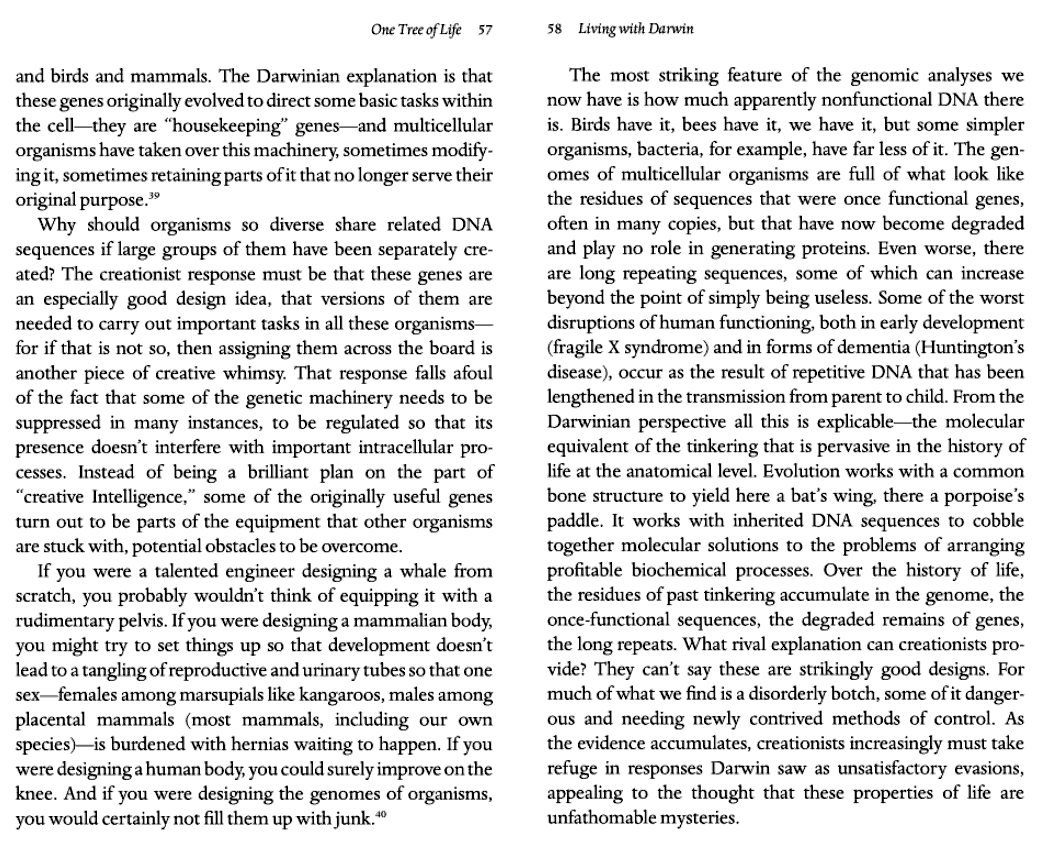 One Tree of Life 57
and birds and mammals. The Darwinian explanation is that
these genes originally evolved to direct some basic tasks within
the cell—they are “housekeeping” genes—and multicellular
organisms have taken over this machinery, sometimes modify-
ing it, sometimes retaining parts of it that no longer serve their
original purpose.³⁹
Why should organisms so diverse share related DNA
sequences if large groups of them have been separately cre-
ated? The creationist response must be that these genes are
an especially good design idea, that versions of them are
needed to carry out important tasks in all these organisms—
for if that is not so, then assigning them across the board is
another piece of creative whimsy. That response falls afoul
of the fact that some of the genetic machinery needs to be
suppressed in many instances, to be regulated so that its
presence doesn’t interfere with important intracellular pro-
cesses. Instead of being a brilliant plan on the part of
“creative Intelligence,” some of the originally useful genes
turn out to be parts of the equipment that other organisms
are stuck with, potential obstacles to be overcome.
If you were a talented engineer designing a whale from
scratch, you probably wouldn’t think of equipping it with a
rudimentary pelvis. If you were designing a mammalian body,
you might try to set things up so that development doesn’t
lead to a tangling of reproductive and urinary tubes so that one
sex—females among marsupials like kangaroos, males among
placental mammals (most mammals, including our own
species)—is burdened with hernias waiting to happen. If you
were designing a human body, you could surely improve on the
knee. And if you were designing the genomes of organisms,
you would certainly not fill them up with junk.⁴⁰
58 Living with Darwin
The most striking feature of the genomic analyses we
now have is how much apparently nonfunctional DNA there
is. Birds have it, bees have it, we have it, but some simpler
organisms, bacteria, for example, have far less of it. The gen-
omes of multicellular organisms are full of what look like
the residues of sequences that were once functional genes,
often in many copies, but that have now become degraded
and play no role in generating proteins. Even worse, there
are long repeating sequences, some of which can increase
beyond the point of simply being useless. Some of the worst
disruptions of human functioning, both in early development
(fragile X syndrome) and in forms of dementia (Huntington’s
disease), occur as the result of repetitive DNA that has been
lengthened in the transmission from parent to child. From the
Darwinian perspective all this is explicable—the molecular
equivalent of the tinkering that is pervasive in the history of
life at the anatomical level. Evolution works with a common
bone structure to yield here a bat’s wing, there a porpoise’s
paddle. It works with inherited DNA sequences to cobble
together molecular solutions to the problems of arranging
profitable biochemical processes. Over the history of life,
the residues of past tinkering accumulate in the genome, the
once-functional sequences, the degraded remains of genes,
the long repeats. What rival explanation can creationists pro-
vide? They can’t say these are strikingly good designs. For
much of what we find is a disorderly botch, some of it danger-
ous and needing newly contrived methods of control. As
the evidence accumulates, creationists increasingly must take
refuge in responses Darwin saw as unsatisfactory evasions,
appealing to the thought that these properties of life are
unfathomable mysteries.